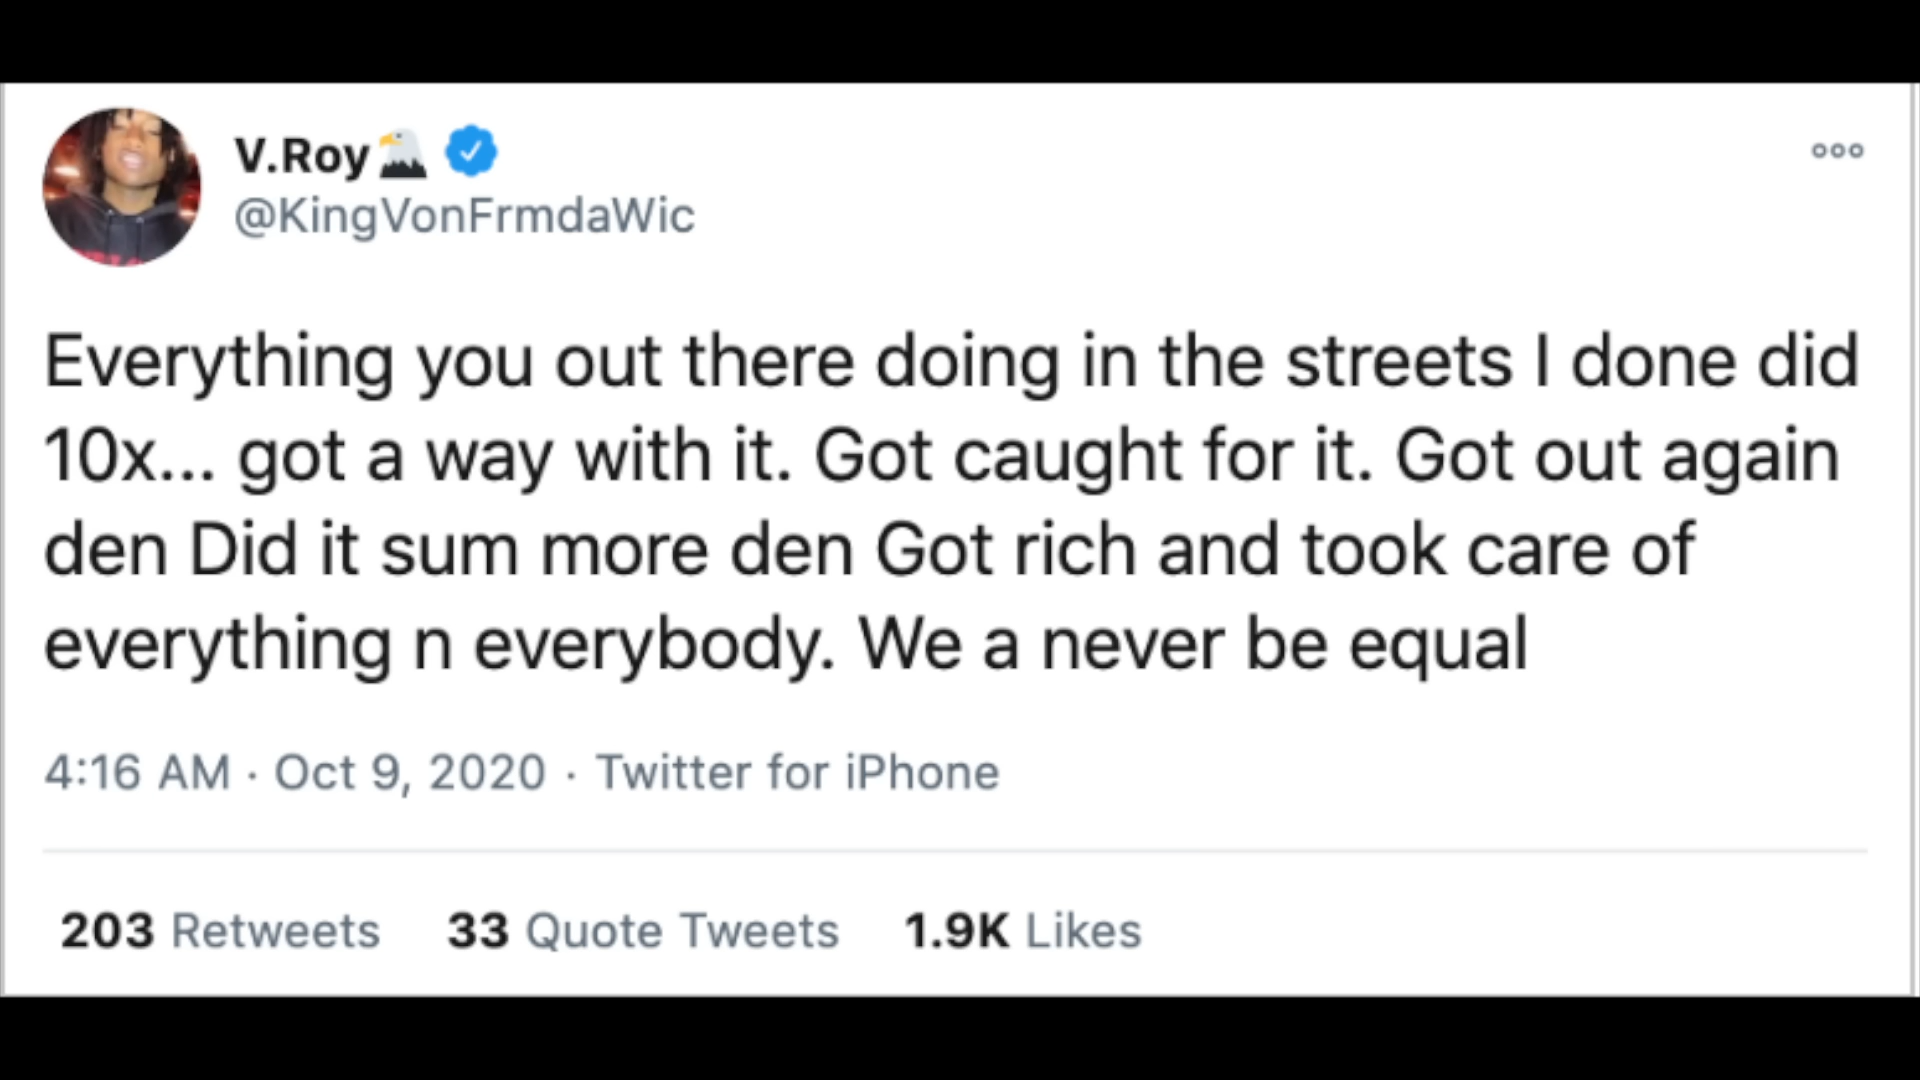 V.Roy🦅
@KingVonFrmdaWic
Everything you out there doing in the streets I done did
10x... got a way with it. Got caught for it. Got out again
den Did it sum more den Got rich and took care of
everything n everybody. We a never be equal
4:16 AM · Oct 9, 2020 · Twitter for iPhone
203 Retweets 33 Quote Tweets 1.9K Likes